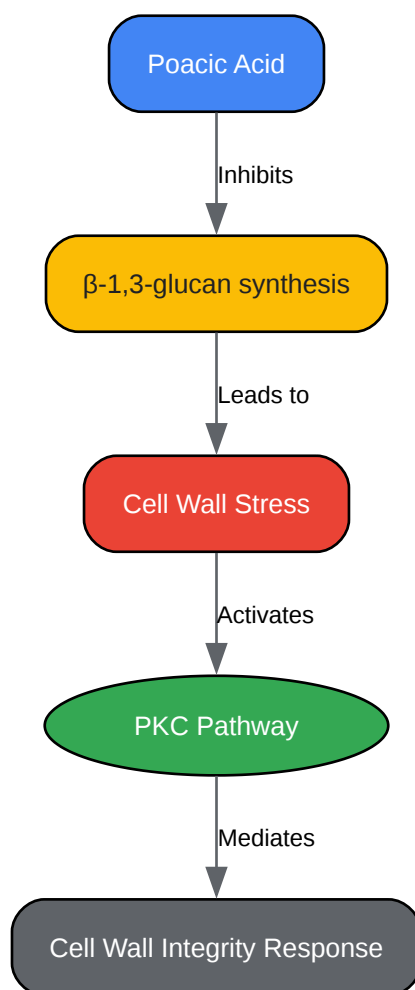 Poacic Acid
Inhibits
β-1,3-glucan synthesis
Leads to
Cell Wall Stress
Activates
PKC Pathway
Mediates
Cell Wall Integrity Response